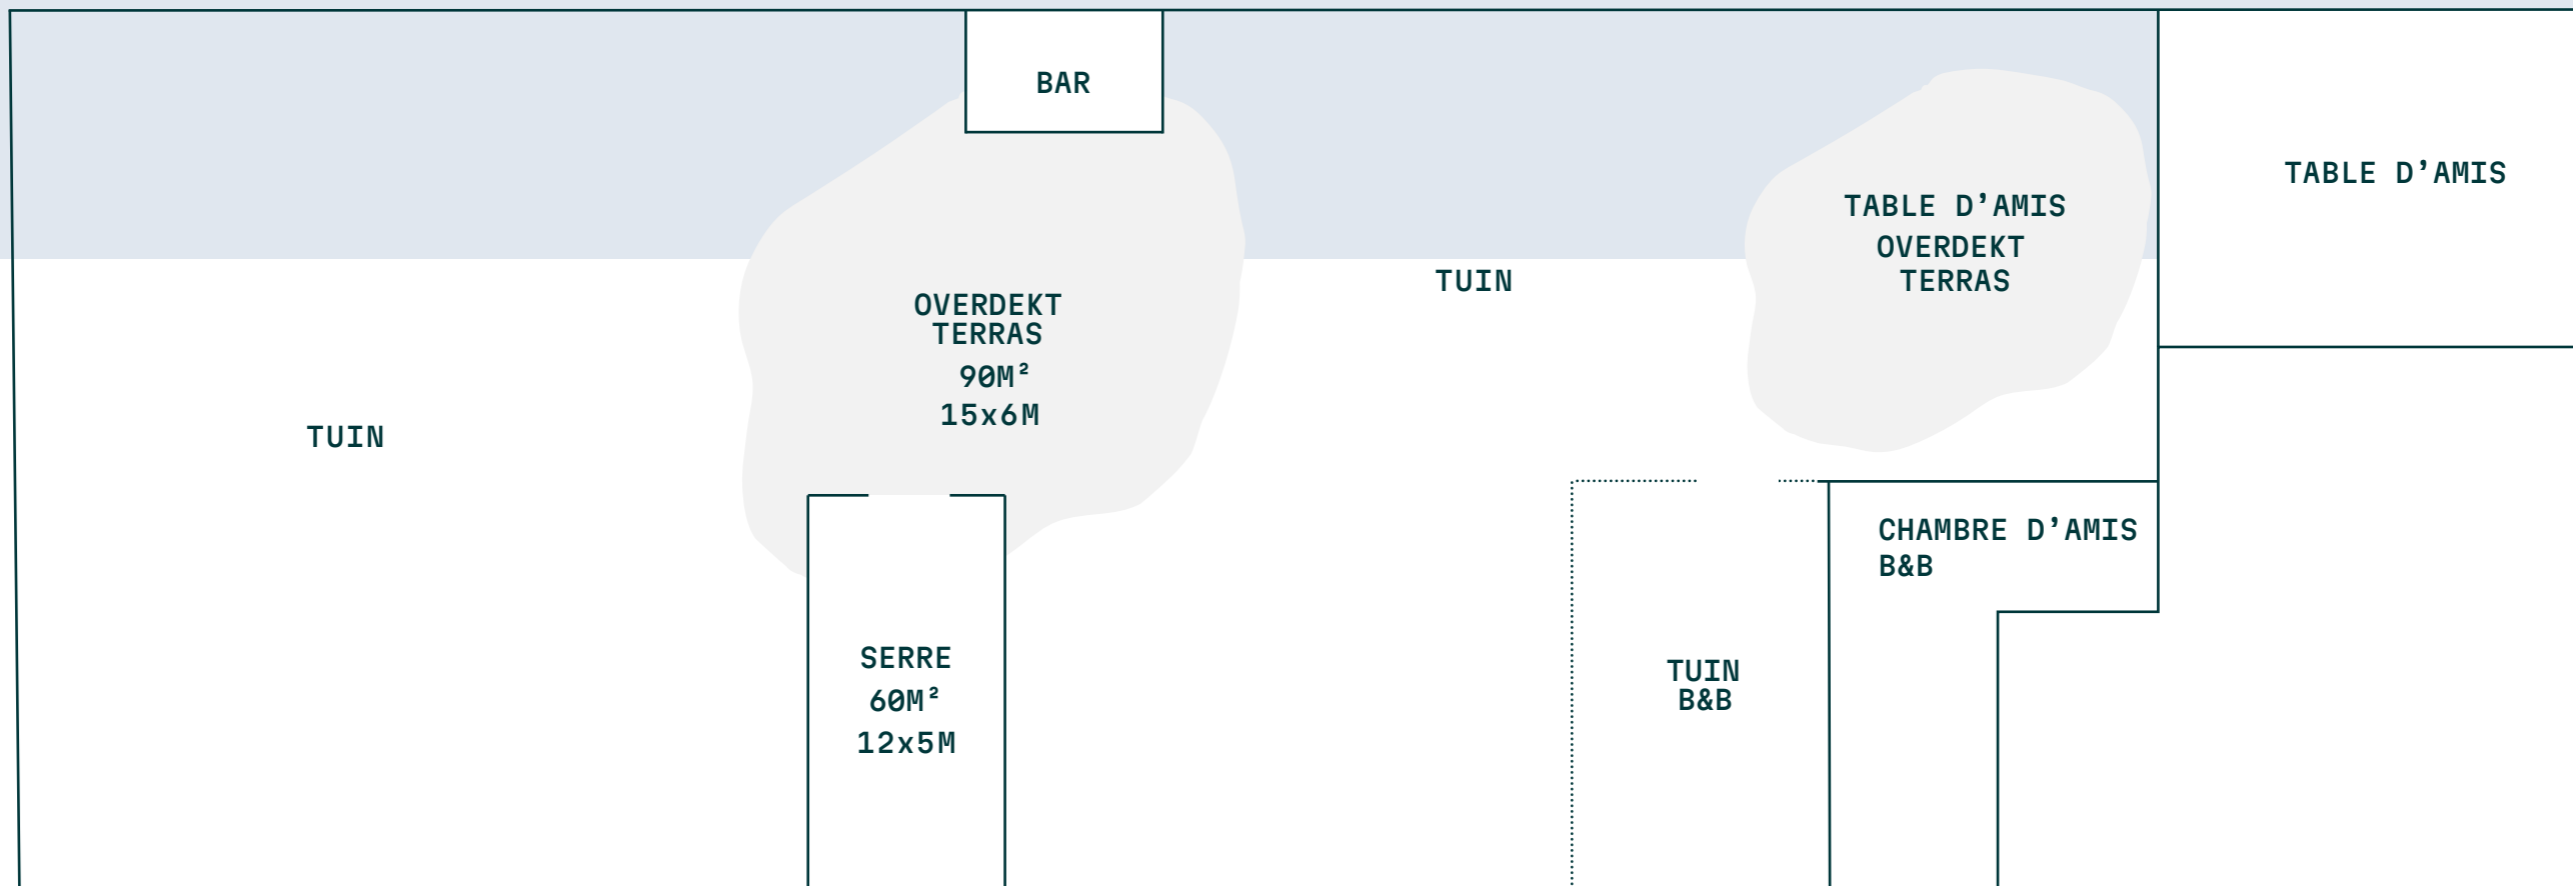 BAR
TABLE D’AMIS
TABLE D’AMIS
OVERDEKT
TERRAS
TUIN
OVERDEKT
TERRAS
90M²
15x6M
TUIN
CHAMBRE D’AMIS
B&B
SERRE
60M²
12x5M
TUIN
B&B